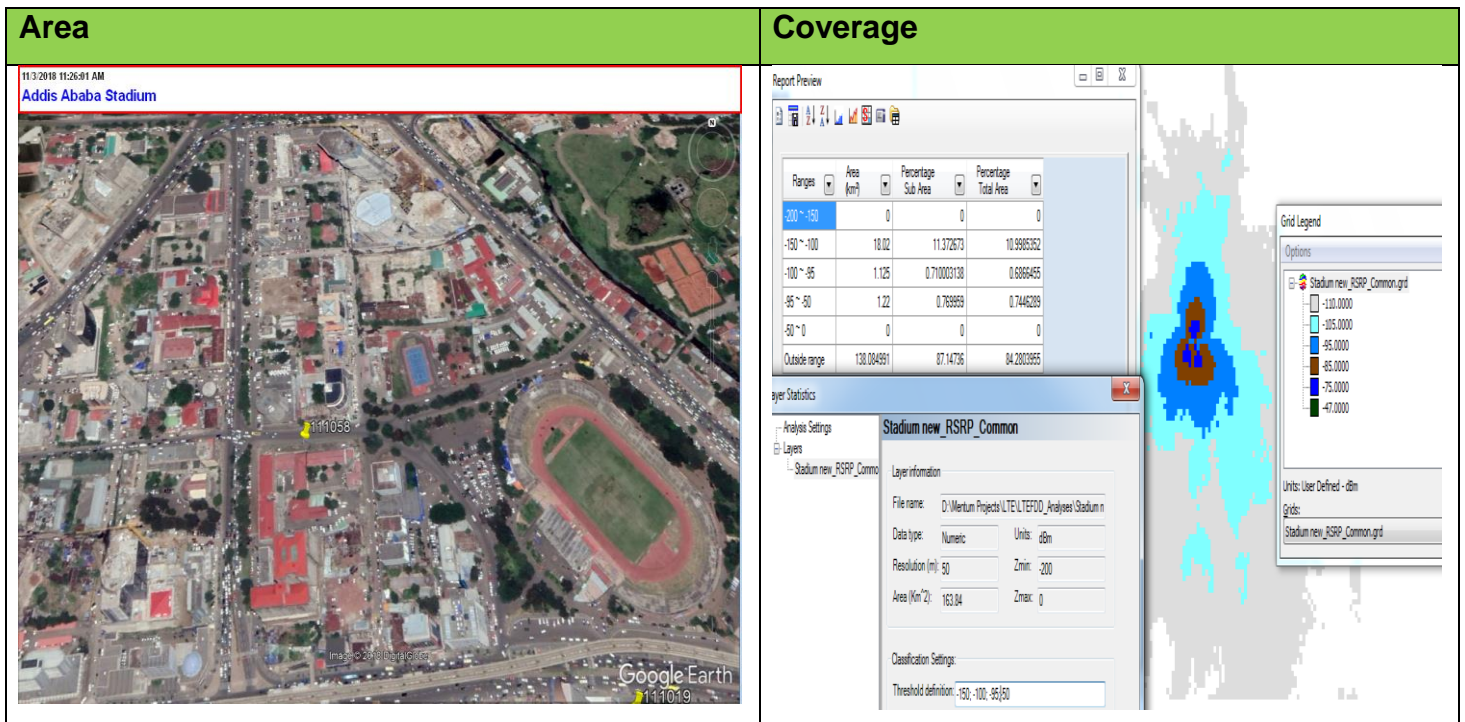 Area
Coverage
11/3/2018 11:26:01 AM
Addis Ababa Stadium
N
111058
Image © 2018 DigitalGlobe
Google Earth
111019
Report Preview
Ranges Area (km²) Percentage Sub Area Percentage Total Area
-200 ~ -150 0 0 0
-150 ~ -100 18.02 11.372673 10.9985352
-100 ~ -95 1.125 0.710003138 0.6866455
-95 ~ -50 1.22 0.769959 0.7446289
-50 ~ 0 0 0 0
Outside range 138.084991 87.14736 84.2803955
ayer Statistics
Analysis Settings
Layers
Stadium new_RSRP_Commo
Stadium new_RSRP_Common
Layer information
File name: D:\Mentum Projects\LTE\LTEFDD_Analyses\Stadium n
Data type: Numeric Units: dBm
Resolution (m): 50 Zmin: -200
Area (Km^2): 163.84 Zmax: 0
Classification Settings:
Threshold definition: -150; -100; -95;-50
Grid Legend
Options
Stadium new_RSRP_Common.grd
-110.0000
-105.0000
-95.0000
-85.0000
-75.0000
-47.0000
Units: User Defined - dBm
Grids:
Stadium new_RSRP_Common.grd